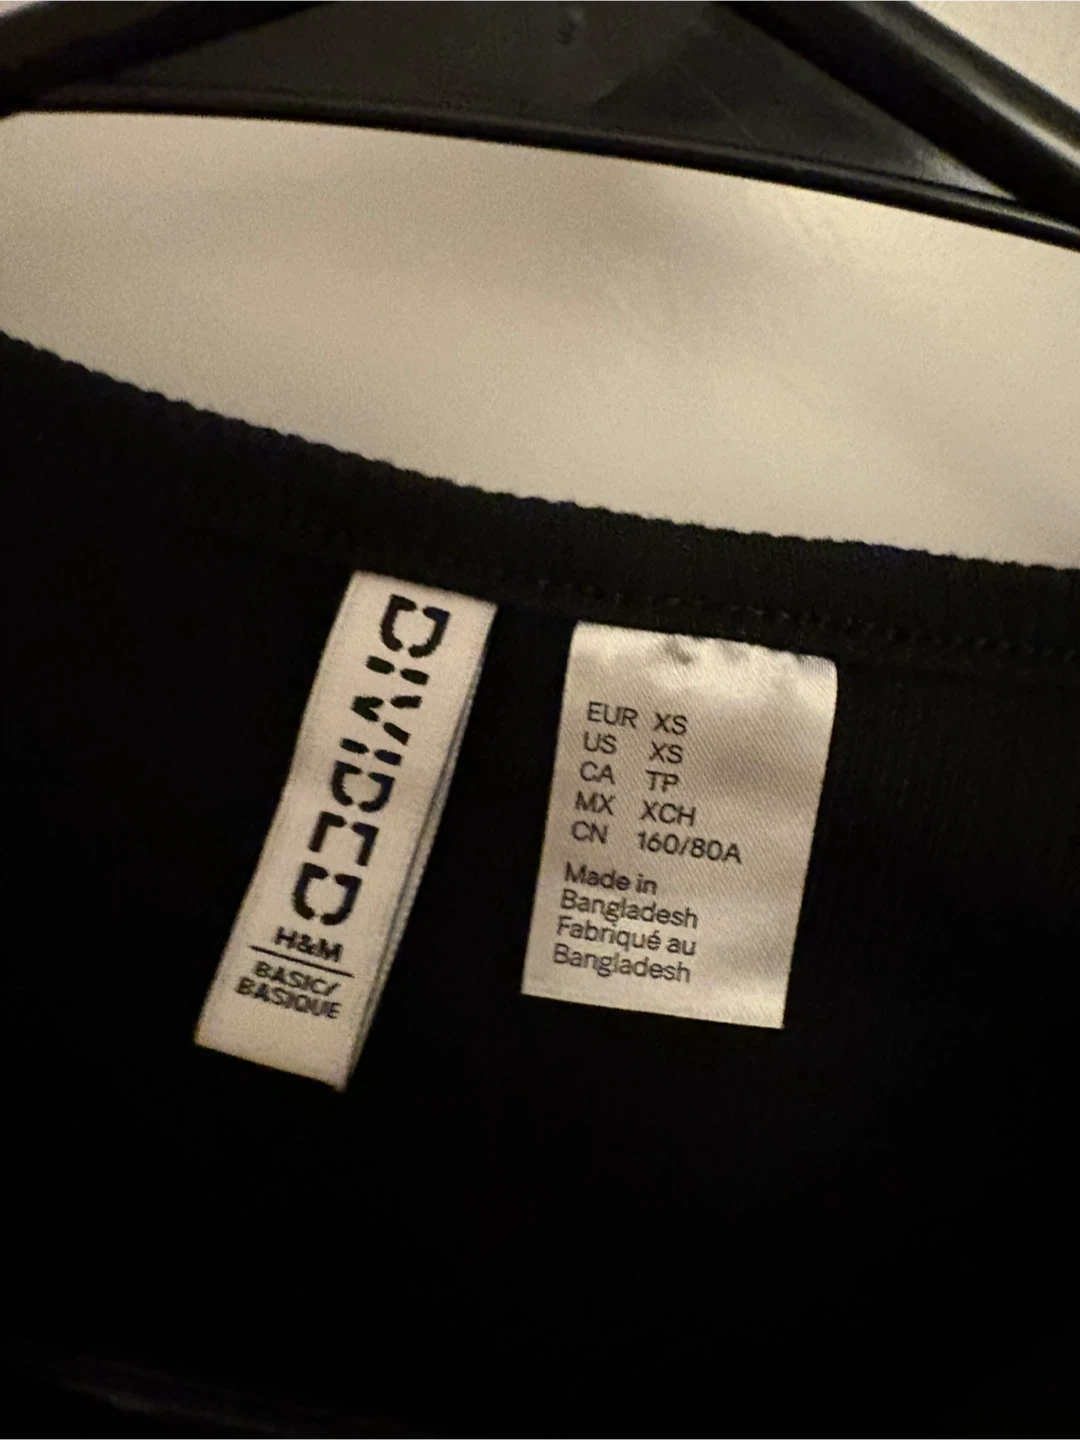 DIVIDED
H&M
BASIC/
BASIQUE
EUR XS
US XS
CA TP
MX XCH
CN 160/80A
Made in
Bangladesh
Fabriqué au
Bangladesh